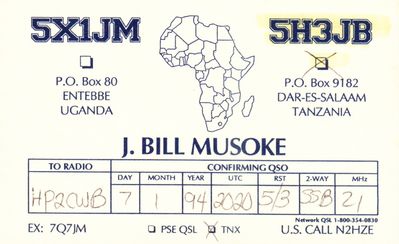 5X1JM 5H3JB
P.O. Box 80 P.O. Box 9182
ENTEBBE DAR-ES-SALAAM
UGANDA TANZANIA
J. BILL MUSOKE
TO RADIO CONFIRMING QSO
DAY MONTH YEAR UTC RST 2-WAY MHz
HP2CWB 7 1 94 2020 5/3 SSB 21
Network QSL 1-800-354-0830
EX: 7Q7JM PSE QSL TNX U.S. CALL N2HZE